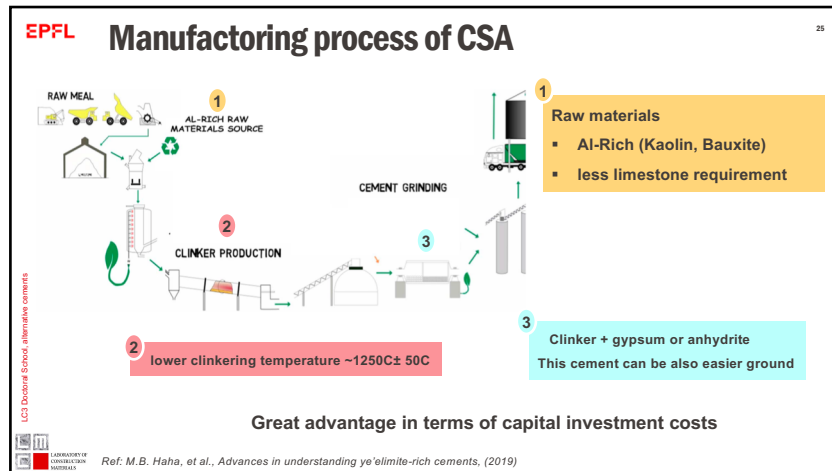 EPFL
Manufactoring process of CSA
25
RAW MEAL
1
AL-RICH RAW
MATERIALS SOURCE
2
CLINKER PRODUCTION
CEMENT GRINDING
3
1
Raw materials
▪ Al-Rich (Kaolin, Bauxite)
▪ less limestone requirement
2
lower clinkering temperature ~1250C± 50C
3
Clinker + gypsum or anhydrite
This cement can be also easier ground
Great advantage in terms of capital investment costs
LC3 Doctoral School, alternative cements
LABORATORY OF
CONSTRUCTION
MATERIALS
Ref: M.B. Haha, et al., Advances in understanding ye'elimite-rich cements, (2019)